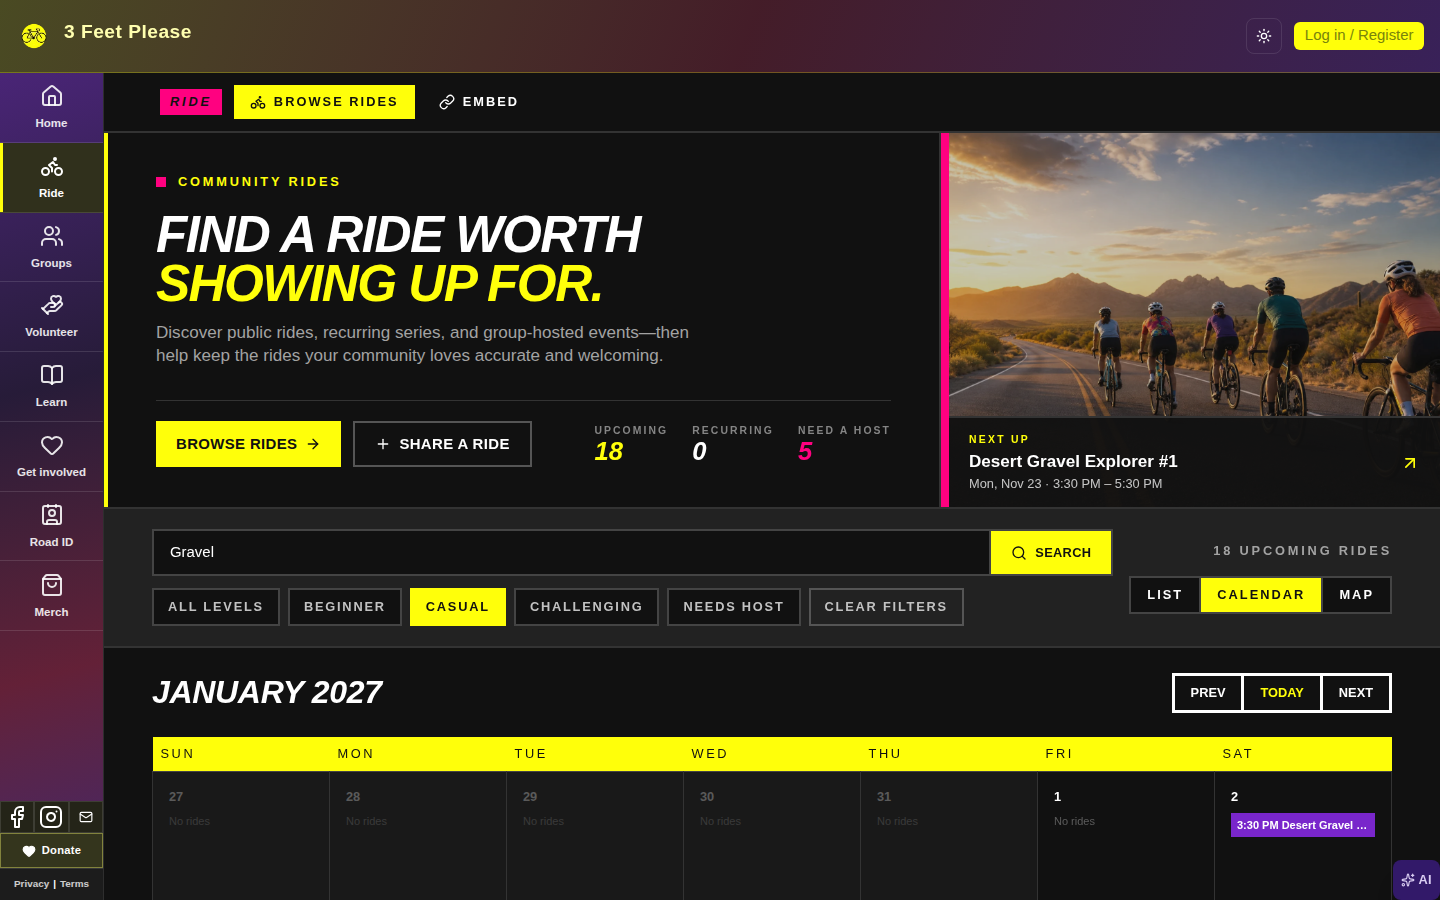 3 Feet Please
Log in / Register
Home
Ride
Groups
Volunteer
Learn
Get involved
Road ID
Merch
Donate
Privacy | Terms
RIDE
BROWSE RIDES
EMBED
COMMUNITY RIDES
FIND A RIDE WORTH
SHOWING UP FOR.
Discover public rides, recurring series, and group-hosted events—then
help keep the rides your community loves accurate and welcoming.
BROWSE RIDES
SHARE A RIDE
UPCOMING
18
RECURRING
0
NEED A HOST
5
NEXT UP
Desert Gravel Explorer #1
Mon, Nov 23 · 3:30 PM – 5:30 PM
Gravel
SEARCH
18 UPCOMING RIDES
ALL LEVELS
BEGINNER
CASUAL
CHALLENGING
NEEDS HOST
CLEAR FILTERS
LIST
CALENDAR
MAP
JANUARY 2027
PREV
TODAY
NEXT
SUN MON TUE WED THU FRI SAT
27 28 29 30 31 1 2
No rides No rides No rides No rides No rides No rides
3:30 PM Desert Gravel ...
AI